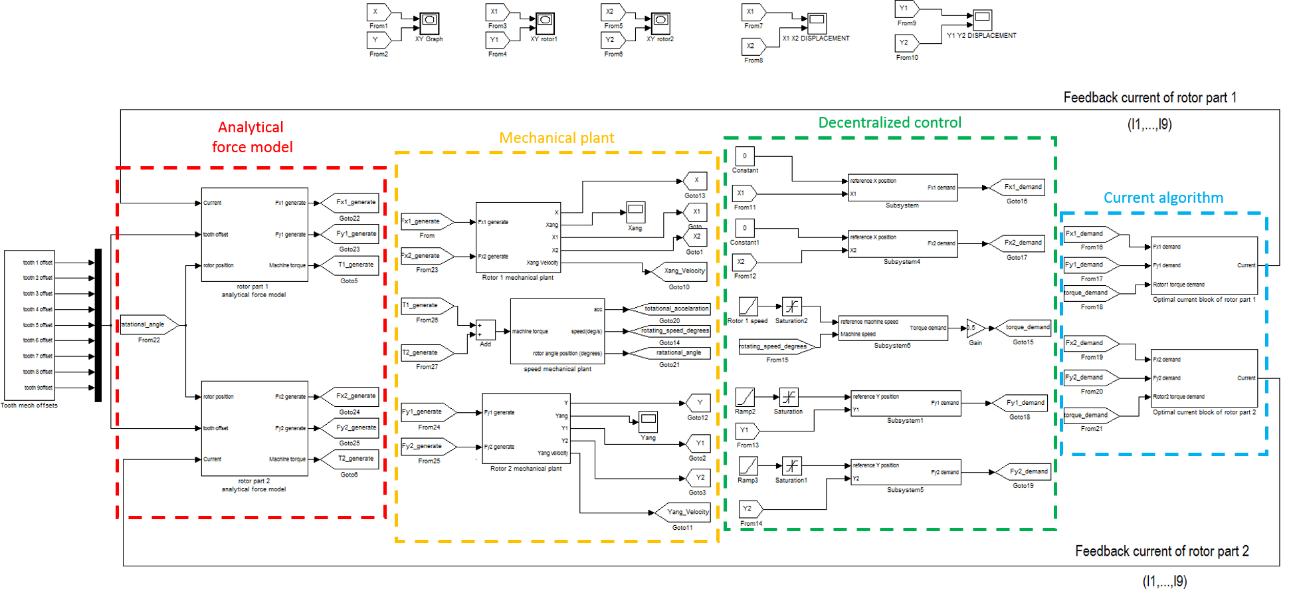 X
From1
Y
From2
XY Graph
X1
From3
Y1
From4
XY rotor1
X2
From5
Y2
From6
XY rotor2
X1
From7
X2
From8
X1 X2 DISPLACEMENT
Y1
From9
Y2
From10
Y1 Y2 DISPLACEMENT
Feedback current of rotor part 1
(I1,...,I9)
tooth 1 offset
tooth 2 offset
tooth 3 offset
tooth 4 offset
tooth 5 offset
tooth 6 offset
tooth 7 offset
tooth 8 offset
tooth 9offset
Tooth mech offsets
Analytical
force model
Current
tooth offset
rotor position
Fx1 generate
Fy1 generate
Machine torque
rotor part 1
analytical force model
Fx1_generate
Goto22
Fy1_generate
Goto23
T1_generate
Goto5
ratational_angle
From22
rotor position
tooth offset
Current
Fx2 generate
Fy2 generate
Machine torque
rotor part 2
analytical force model
Fx2_generate
Goto24
Fy2_generate
Goto25
T2_generate
Goto6
Mechanical plant
Fx1_generate
From
Fx2_generate
From23
Fx1 generate
Fx2 generate
X
Xang
X1
X2
Xang Velocity
Rotor 1 mechanical plant
X
Goto13
Xang
X1
Goto
X2
Goto1
Xang_Velocity
Goto10
T1_generate
From26
T2_generate
From27
+
+
Add
machine torque
acc
speed(deg/s)
rotor angle position (degrees)
speed mechanical plant
rotational_accelaration
Goto20
rotating_speed_degrees
Goto14
ratational_angle
Goto21
Fy1_generate
From24
Fy2_generate
From25
Fy1 generate
Fy2 generate
Y
Yang
Y1
Y2
Yang velocity
Rotor 2 mechanical plant
Y
Goto12
Yang
Y1
Goto2
Y2
Goto3
Yang_Velocity
Goto11
Decentralized control
0
Constant
X1
From11
reference X position
X1
Fx1 demand
Subsystem
Fx1_demand
Goto16
0
Constant1
X2
From12
reference X position
X2
Fx2 demand
Subsystem4
Fx2_demand
Goto17
Rotor 1 speed
Saturation2
rotating_speed_degrees
From15
reference machine speed
Machine speed
Torque demand
Subsystem6
0.5
Gain
torque_demand
Goto15
Ramp2
Saturation
Y1
From13
reference Y position
Y1
Fy1 demand
Subsystem1
Fy1_demand
Goto18
Ramp3
Saturation1
Y2
From14
reference Y position
Y2
Fy2 demand
Subsystem5
Fy2_demand
Goto19
Current algorithm
Fx1_demand
From16
Fy1_demand
From17
torque_demand
From18
Fx1 demand
Fy1 demand
Rotor1 torque demand
Current
Optimal current block of rotor part 1
Fx2_demand
From19
Fy2_demand
From20
torque_demand
From21
Fx2 demand
Fy2 demand
Rotor2 torque demand
Current
Optimal current block of rotor part 2
Feedback current of rotor part 2
(I1,...,I9)